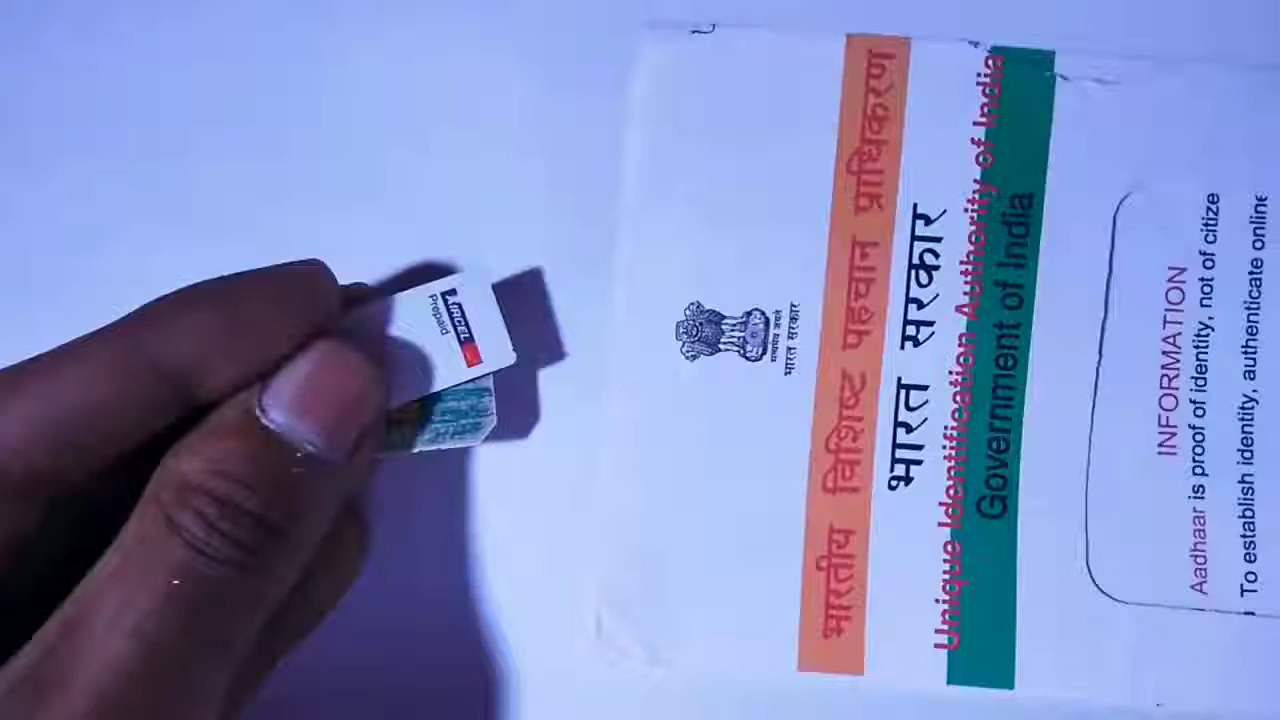 AIRCEL
Prepaid
सत्यमेव जयते
भारत सरकार
भारतीय विशिष्ट पहचान प्राधिकरण
भारत सरकार
Unique Identification Authority of India
Government of India
INFORMATION
Aadhaar is proof of identity, not of citize
To establish identity, authenticate online